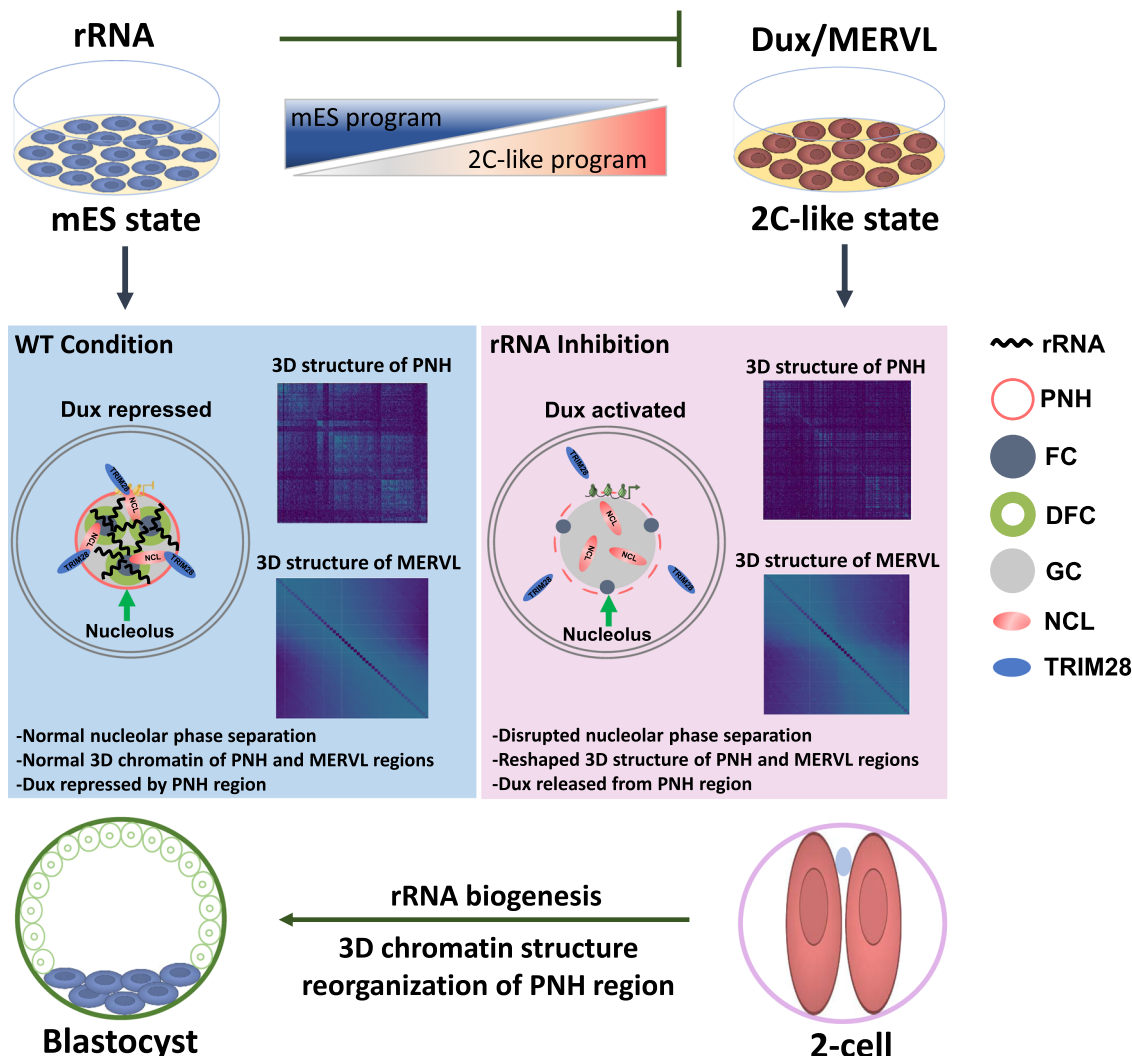 rRNA
Dux/MERVL
mES program
2C-like program
mES state
2C-like state
WT Condition
3D structure of PNH
Dux repressed
TRIM28
NCL
NCL
TRIM28
NCL
TRIM28
Nucleolus
3D structure of MERVL
-Normal nucleolar phase separation
-Normal 3D chromatin of PNH and MERVL regions
-Dux repressed by PNH region
rRNA Inhibition
3D structure of PNH
Dux activated
TRIM28
NCL
NCL
NCL
TRIM28
TRIM28
Nucleolus
3D structure of MERVL
-Disrupted nucleolar phase separation
-Reshaped 3D structure of PNH and MERVL regions
-Dux released from PNH region
rRNA
PNH
FC
DFC
GC
NCL
TRIM28
rRNA biogenesis
3D chromatin structure
reorganization of PNH region
Blastocyst
2-cell